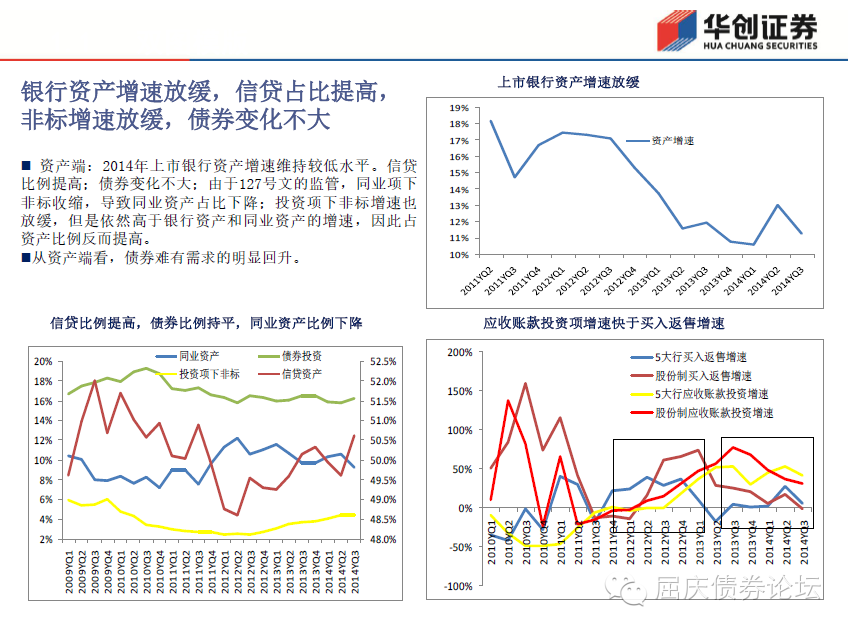 华创证券
HUA CHUANG SECURITIES
银行资产增速放缓，信贷占比提高，
非标增速放缓，债券变化不大
■ 资产端：2014年上市银行资产增速维持较低水平。信贷
比例提高；债券变化不大；由于127号文的监管，同业项下
非标收缩，导致同业资产占比下降；投资项下非标增速也
放缓，但是依然高于银行资产和同业资产的增速，因此占
资产比例反而提高。
■从资产端看，债券难有需求的明显回升。
上市银行资产增速放缓
19%
18%
17%
16%
15%
14%
13%
12%
11%
10%
资产增速
2011YQ2
2011YQ3
2011YQ4
2012YQ1
2012YQ2
2012YQ3
2012YQ4
2013YQ1
2013YQ2
2013YQ3
2013YQ4
2014YQ1
2014YQ2
2014YQ3
信贷比例提高，债券比例持平，同业资产比例下降
同业资产
债券投资
投资项下非标
信贷资产
20%
18%
16%
14%
12%
10%
8%
6%
4%
2%
52.5%
52.0%
51.5%
51.0%
50.5%
50.0%
49.5%
49.0%
48.5%
48.0%
2009YQ1
2009YQ2
2009YQ3
2009YQ4
2010YQ1
2010YQ2
2010YQ3
2010YQ4
2011YQ1
2011YQ2
2011YQ3
2011YQ4
2012YQ1
2012YQ2
2012YQ3
2012YQ4
2013YQ1
2013YQ2
2013YQ3
2013YQ4
2014YQ1
2014YQ2
2014YQ3
应收账款投资项增速快于买入返售增速
200%
150%
100%
50%
0%
-50%
-100%
5大行买入返售增速
股份制买入返售增速
5大行应收账款投资增速
股份制应收账款投资增速
2010YQ1
2010YQ2
2010YQ3
2010YQ4
2011YQ1
2011YQ2
2011YQ3
2011YQ4
2012YQ1
2012YQ2
2012YQ3
2012YQ4
2013YQ1
2013YQ2
2013YQ3
2013YQ4
2014YQ1
2014YQ2
2014YQ3
屈庆债券论坛